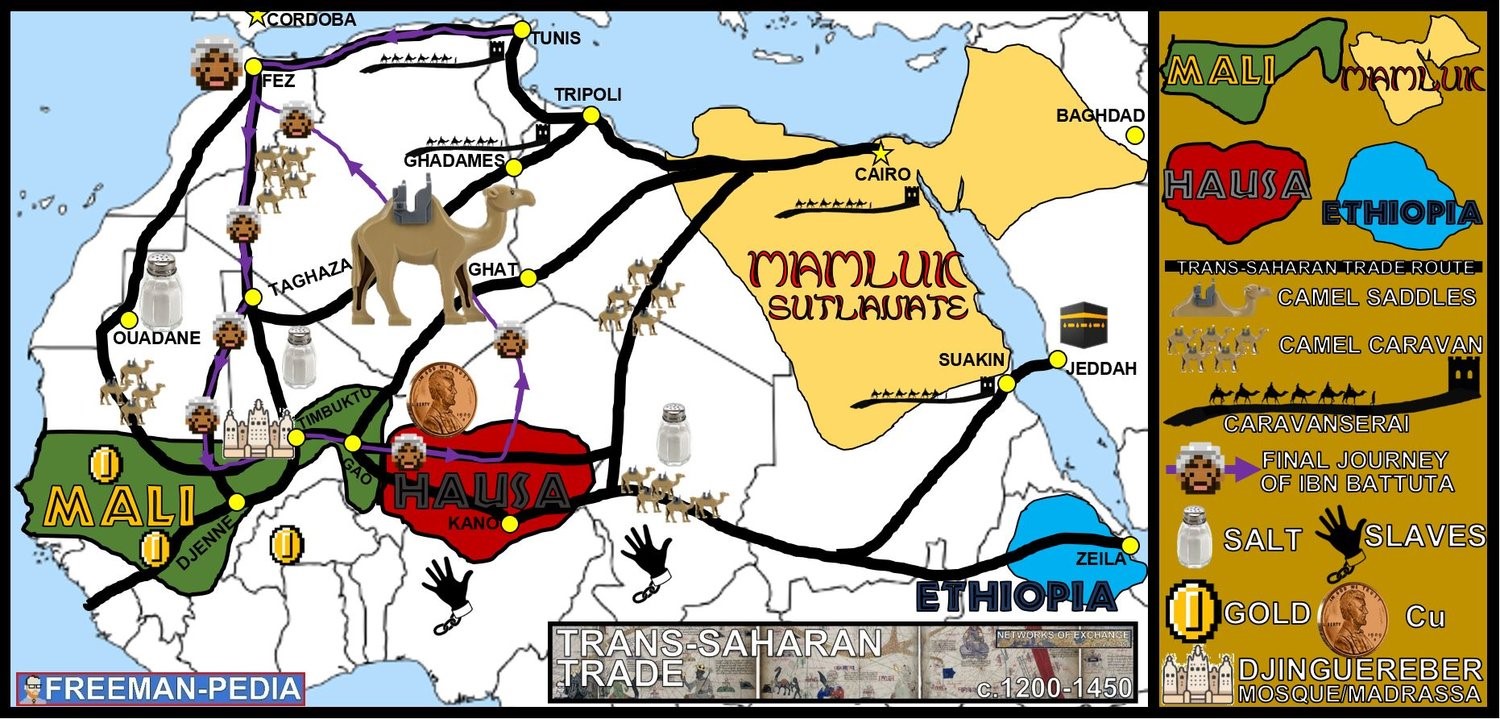 CORDOBA
TUNIS
FEZ
TRIPOLI
BAGHDAD
GHADAMES
CAIRO
TAGHAZA
GHAT
MAMLUK
SUTLANATE
OUADANE
SUAKIN
JEDDAH
TIMBUKTU
GAO
MALI
HAUSA
KANO
DJENNE
ZEILA
ETHIOPIA
TRANS-SAHARAN
TRADE
NETWORKS OF EXCHANGE
c.1200-1450
FREEMAN-PEDIA
MALI
MAMLUK
HAUSA
ETHIOPIA
TRANS-SAHARAN TRADE ROUTE
CAMEL SADDLES
CAMEL CARAVAN
CARAVANSERAI
FINAL JOURNEY
OF IBN BATTUTA
SALT
SLAVES
GOLD
Cu
DJINGUEREBER
MOSQUE/MADRASSA